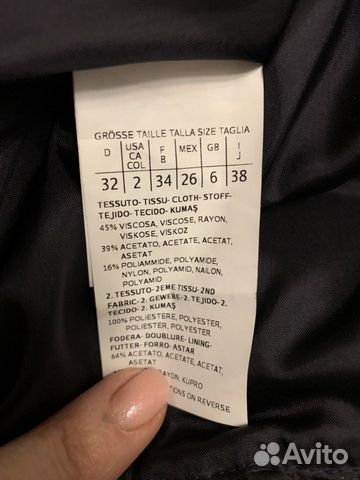 GRÖSSE TAILLE TALLA SIZE TAGLIA
D USA CA COL F B MEX GB I J
32 2 34 26 6 38
TESSUTO-TISSU-CLOTH-STOFF-
TEJIDO-TECIDO-KUMAŞ
45% VISCOSA, VISCOSE, RAYON,
VISKOSE, VISKOZ
39% ACETATO, ACETATE, ACETAT,
ASETAT
16% POLIAMMIDE, POLYAMIDE,
NYLON, POLYAMID, NAILON,
POLYAMID
2. TESSUTO-2EME TISSU-2ND
FABRIC-2. GEWEBE-2. TEJIDO-2.
TECIDO-2. KUMAŞ
100% POLIESTERE, POLYESTER,
POLIESTER, POLYESTER
FODERA-DOUBLURE-LINING-
FUTTER-FORRO-ASTAR
64% ACETATO, ACETATE, ACETAT,
ASETAT
RAYON, KUPRO
ON REVERSE
Avito